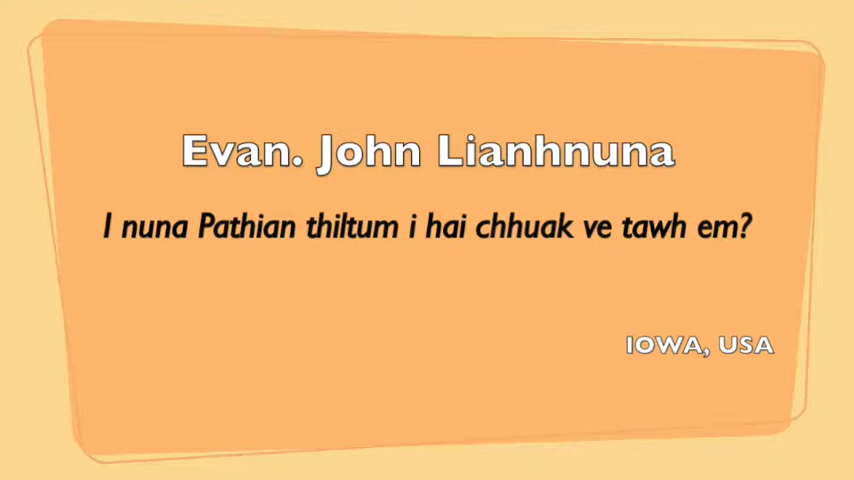 Evan. John Lianhnuna
I nuna Pathian thiltum i hai chhuak ve tawh em?
IOWA, USA